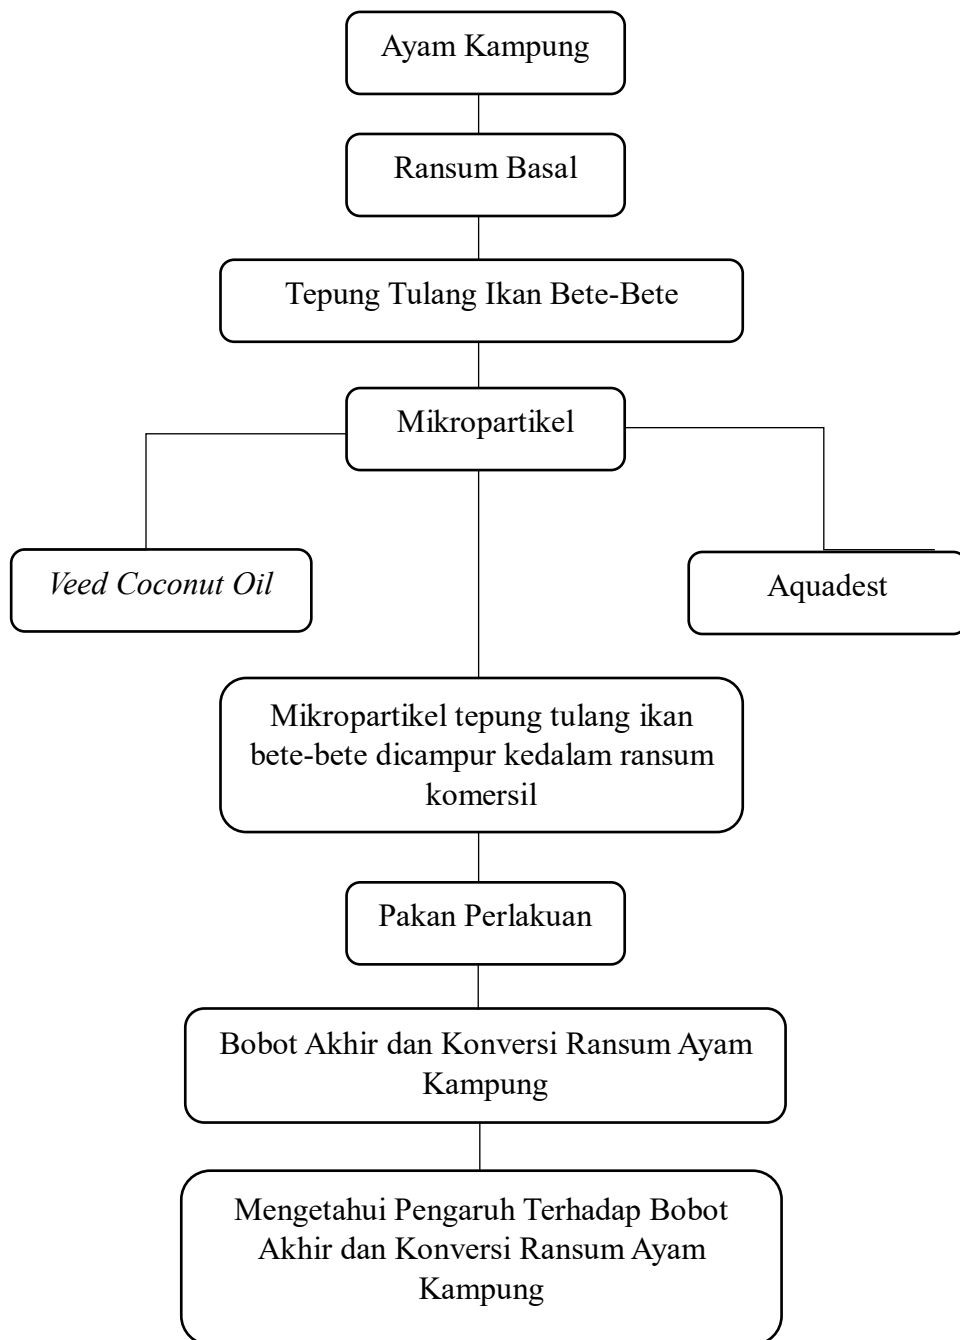 Ayam Kampung
Ransum Basal
Tepung Tulang Ikan Bete-Bete
Mikropartikel
Veed Coconut Oil
Aquadest
Mikropartikel tepung tulang ikan
bete-bete dicampur kedalam ransum
komersil
Pakan Perlakuan
Bobot Akhir dan Konversi Ransum Ayam
Kampung
Mengetahui Pengaruh Terhadap Bobot
Akhir dan Konversi Ransum Ayam
Kampung